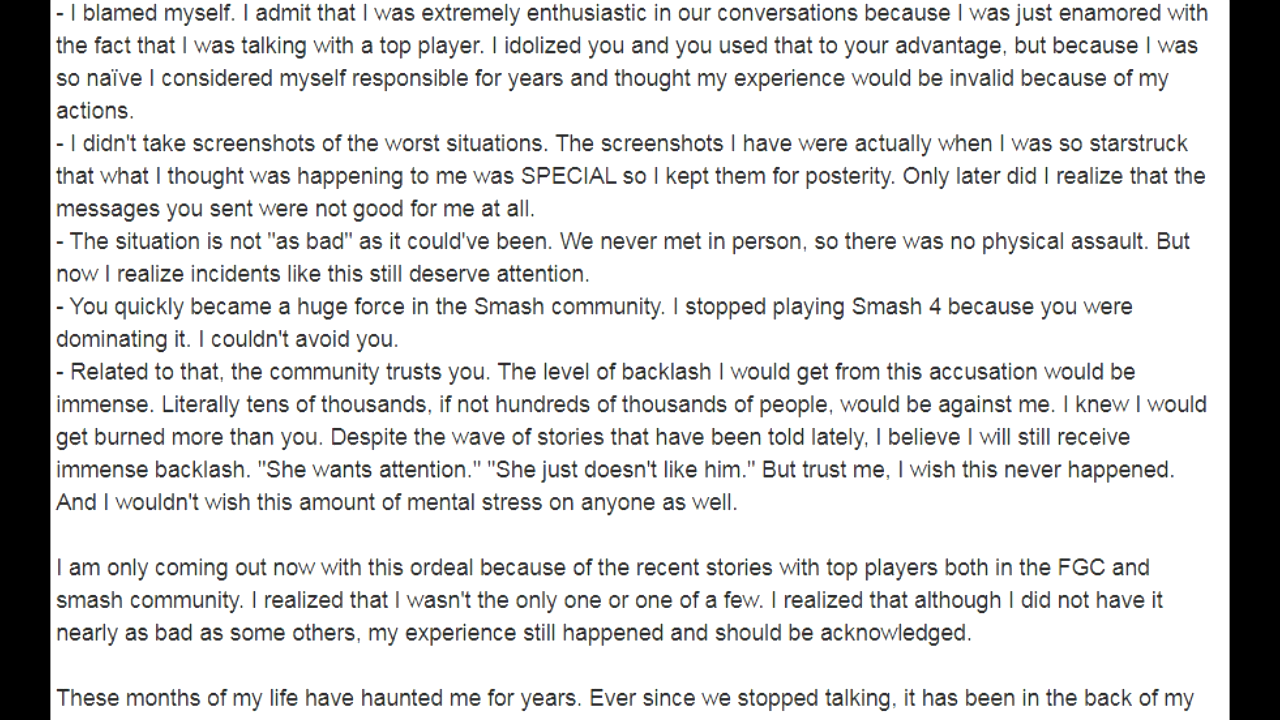 - I blamed myself. I admit that I was extremely enthusiastic in our conversations because I was just enamored with
the fact that I was talking with a top player. I idolized you and you used that to your advantage, but because I was
so naïve I considered myself responsible for years and thought my experience would be invalid because of my
actions.
- I didn't take screenshots of the worst situations. The screenshots I have were actually when I was so starstruck
that what I thought was happening to me was SPECIAL so I kept them for posterity. Only later did I realize that the
messages you sent were not good for me at all.
- The situation is not "as bad" as it could've been. We never met in person, so there was no physical assault. But
now I realize incidents like this still deserve attention.
- You quickly became a huge force in the Smash community. I stopped playing Smash 4 because you were
dominating it. I couldn't avoid you.
- Related to that, the community trusts you. The level of backlash I would get from this accusation would be
immense. Literally tens of thousands, if not hundreds of thousands of people, would be against me. I knew I would
get burned more than you. Despite the wave of stories that have been told lately, I believe I will still receive
immense backlash. "She wants attention." "She just doesn't like him." But trust me, I wish this never happened.
And I wouldn't wish this amount of mental stress on anyone as well.
I am only coming out now with this ordeal because of the recent stories with top players both in the FGC and
smash community. I realized that I wasn't the only one or one of a few. I realized that although I did not have it
nearly as bad as some others, my experience still happened and should be acknowledged.
These months of my life have haunted me for years. Ever since we stopped talking, it has been in the back of my